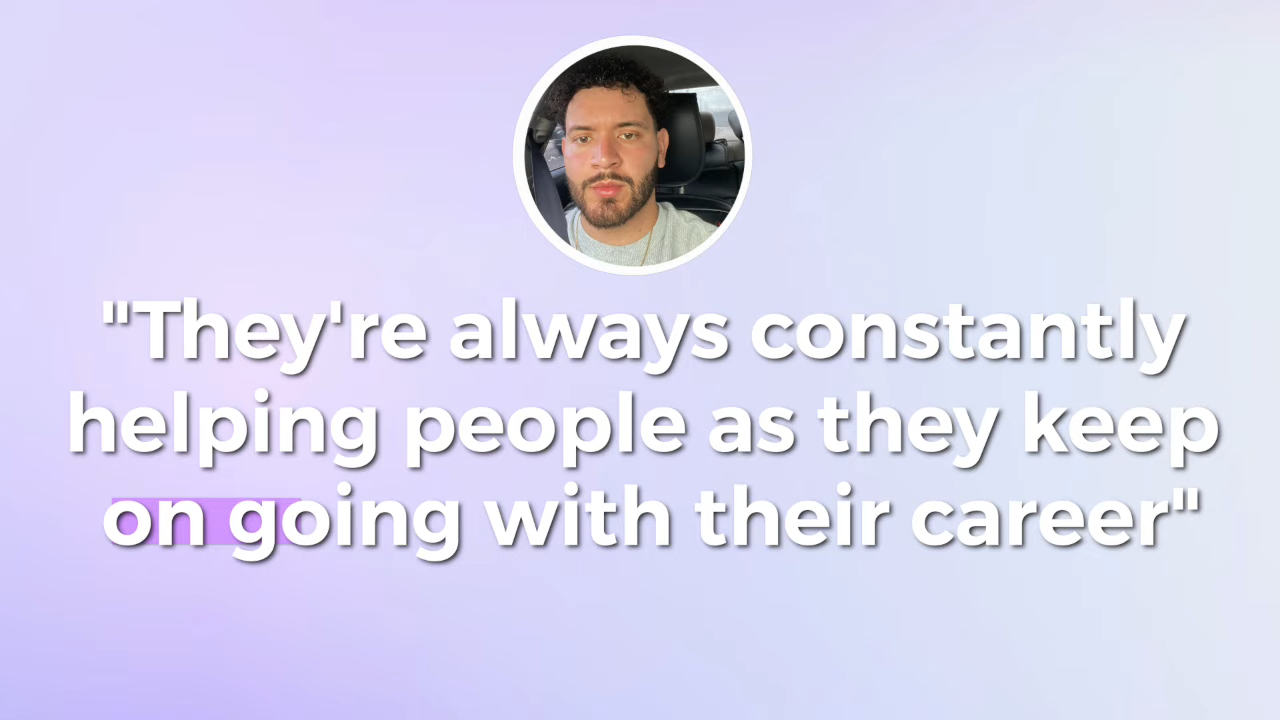 "They're always constantly
helping people as they keep
on going with their career"